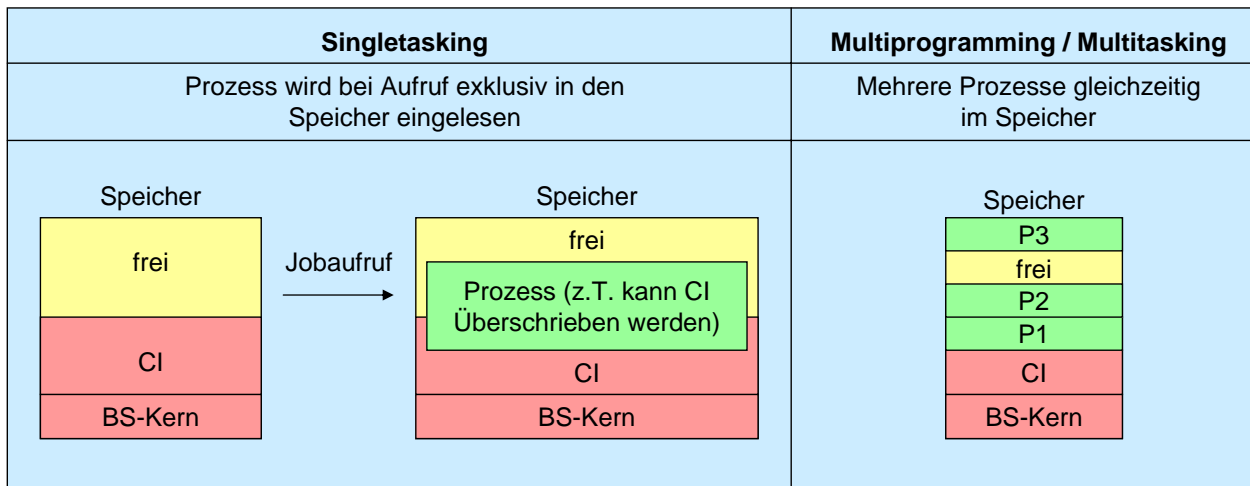 Singletasking
Multiprogramming / Multitasking
Prozess wird bei Aufruf exklusiv in den
Speicher eingelesen
Mehrere Prozesse gleichzeitig
im Speicher
Speicher
frei
CI
BS-Kern
Jobaufruf
Speicher
frei
Prozess (z.T. kann CI
Überschrieben werden)
CI
BS-Kern
Speicher
P3
frei
P2
P1
CI
BS-Kern